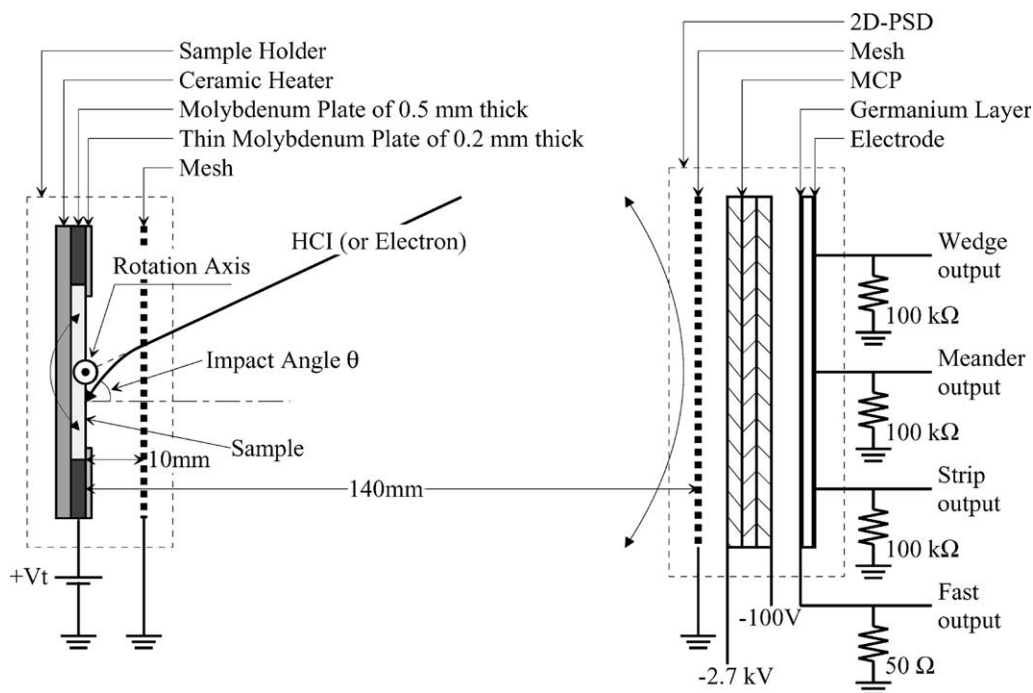 2D-PSD
Sample Holder
Mesh
Ceramic Heater
MCP
Molybdenum Plate of 0.5 mm thick
Germanium Layer
Thin Molybdenum Plate of 0.2 mm thick
Electrode
Mesh
HCI (or Electron)
Wedge
output
Rotation Axis
100 kΩ
Impact Angle θ
Meander
output
100 kΩ
Sample
10mm
140mm
Strip
output
100 kΩ
+Vt
Fast
output
-100V
50 Ω
-2.7 kV